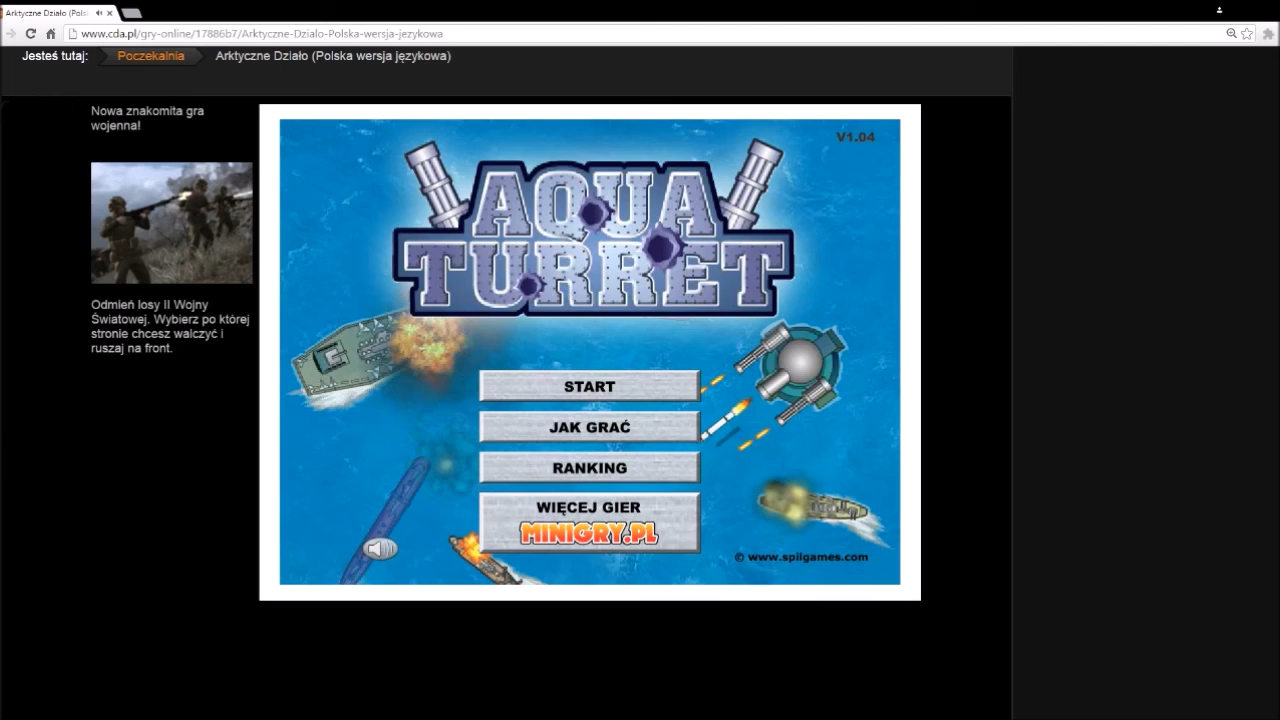 Arktyczne Działo (Pols
www.cda.pl/gry-online/17886b7/Arktyczne-Dzialo-Polska-wersja-jezykowa
Jesteś tutaj: Poczekalnia Arktyczne Działo (Polska wersja językowa)
Nowa znakomita gra
wojenna!
Odmień losy II Wojny
Światowej. Wybierz po której
stronie chcesz walczyć i
ruszaj na front.
V1.04
AQUA
TURRET
START
JAK GRAĆ
RANKING
WIĘCEJ GIER
MINIGRY.PL
© www.spilgames.com